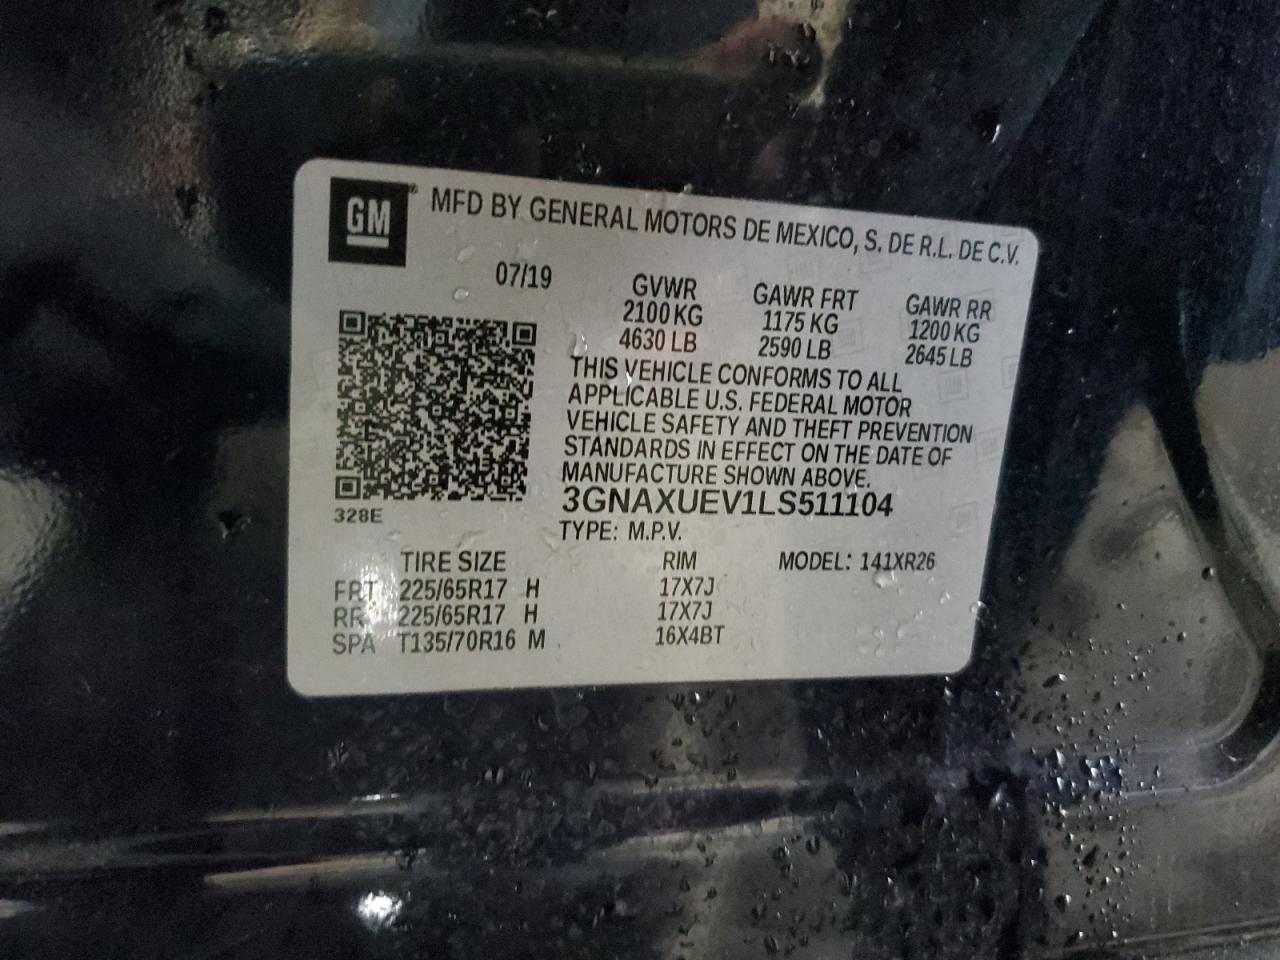 GM® MFD BY GENERAL MOTORS DE MEXICO, S. DE R.L. DE C.V.
07/19 GVWR GAWR FRT GAWR RR
2100 KG 1175 KG 1200 KG
4630 LB 2590 LB 2645 LB
THIS VEHICLE CONFORMS TO ALL
APPLICABLE U.S. FEDERAL MOTOR
VEHICLE SAFETY AND THEFT PREVENTION
STANDARDS IN EFFECT ON THE DATE OF
MANUFACTURE SHOWN ABOVE.
3GNAXUEV1LS511104
328E
TYPE: M.P.V.
TIRE SIZE RIM MODEL: 141XR26
FRT 225/65R17 H 17X7J
RR 225/65R17 H 17X7J
SPA T135/70R16 M 16X4BT